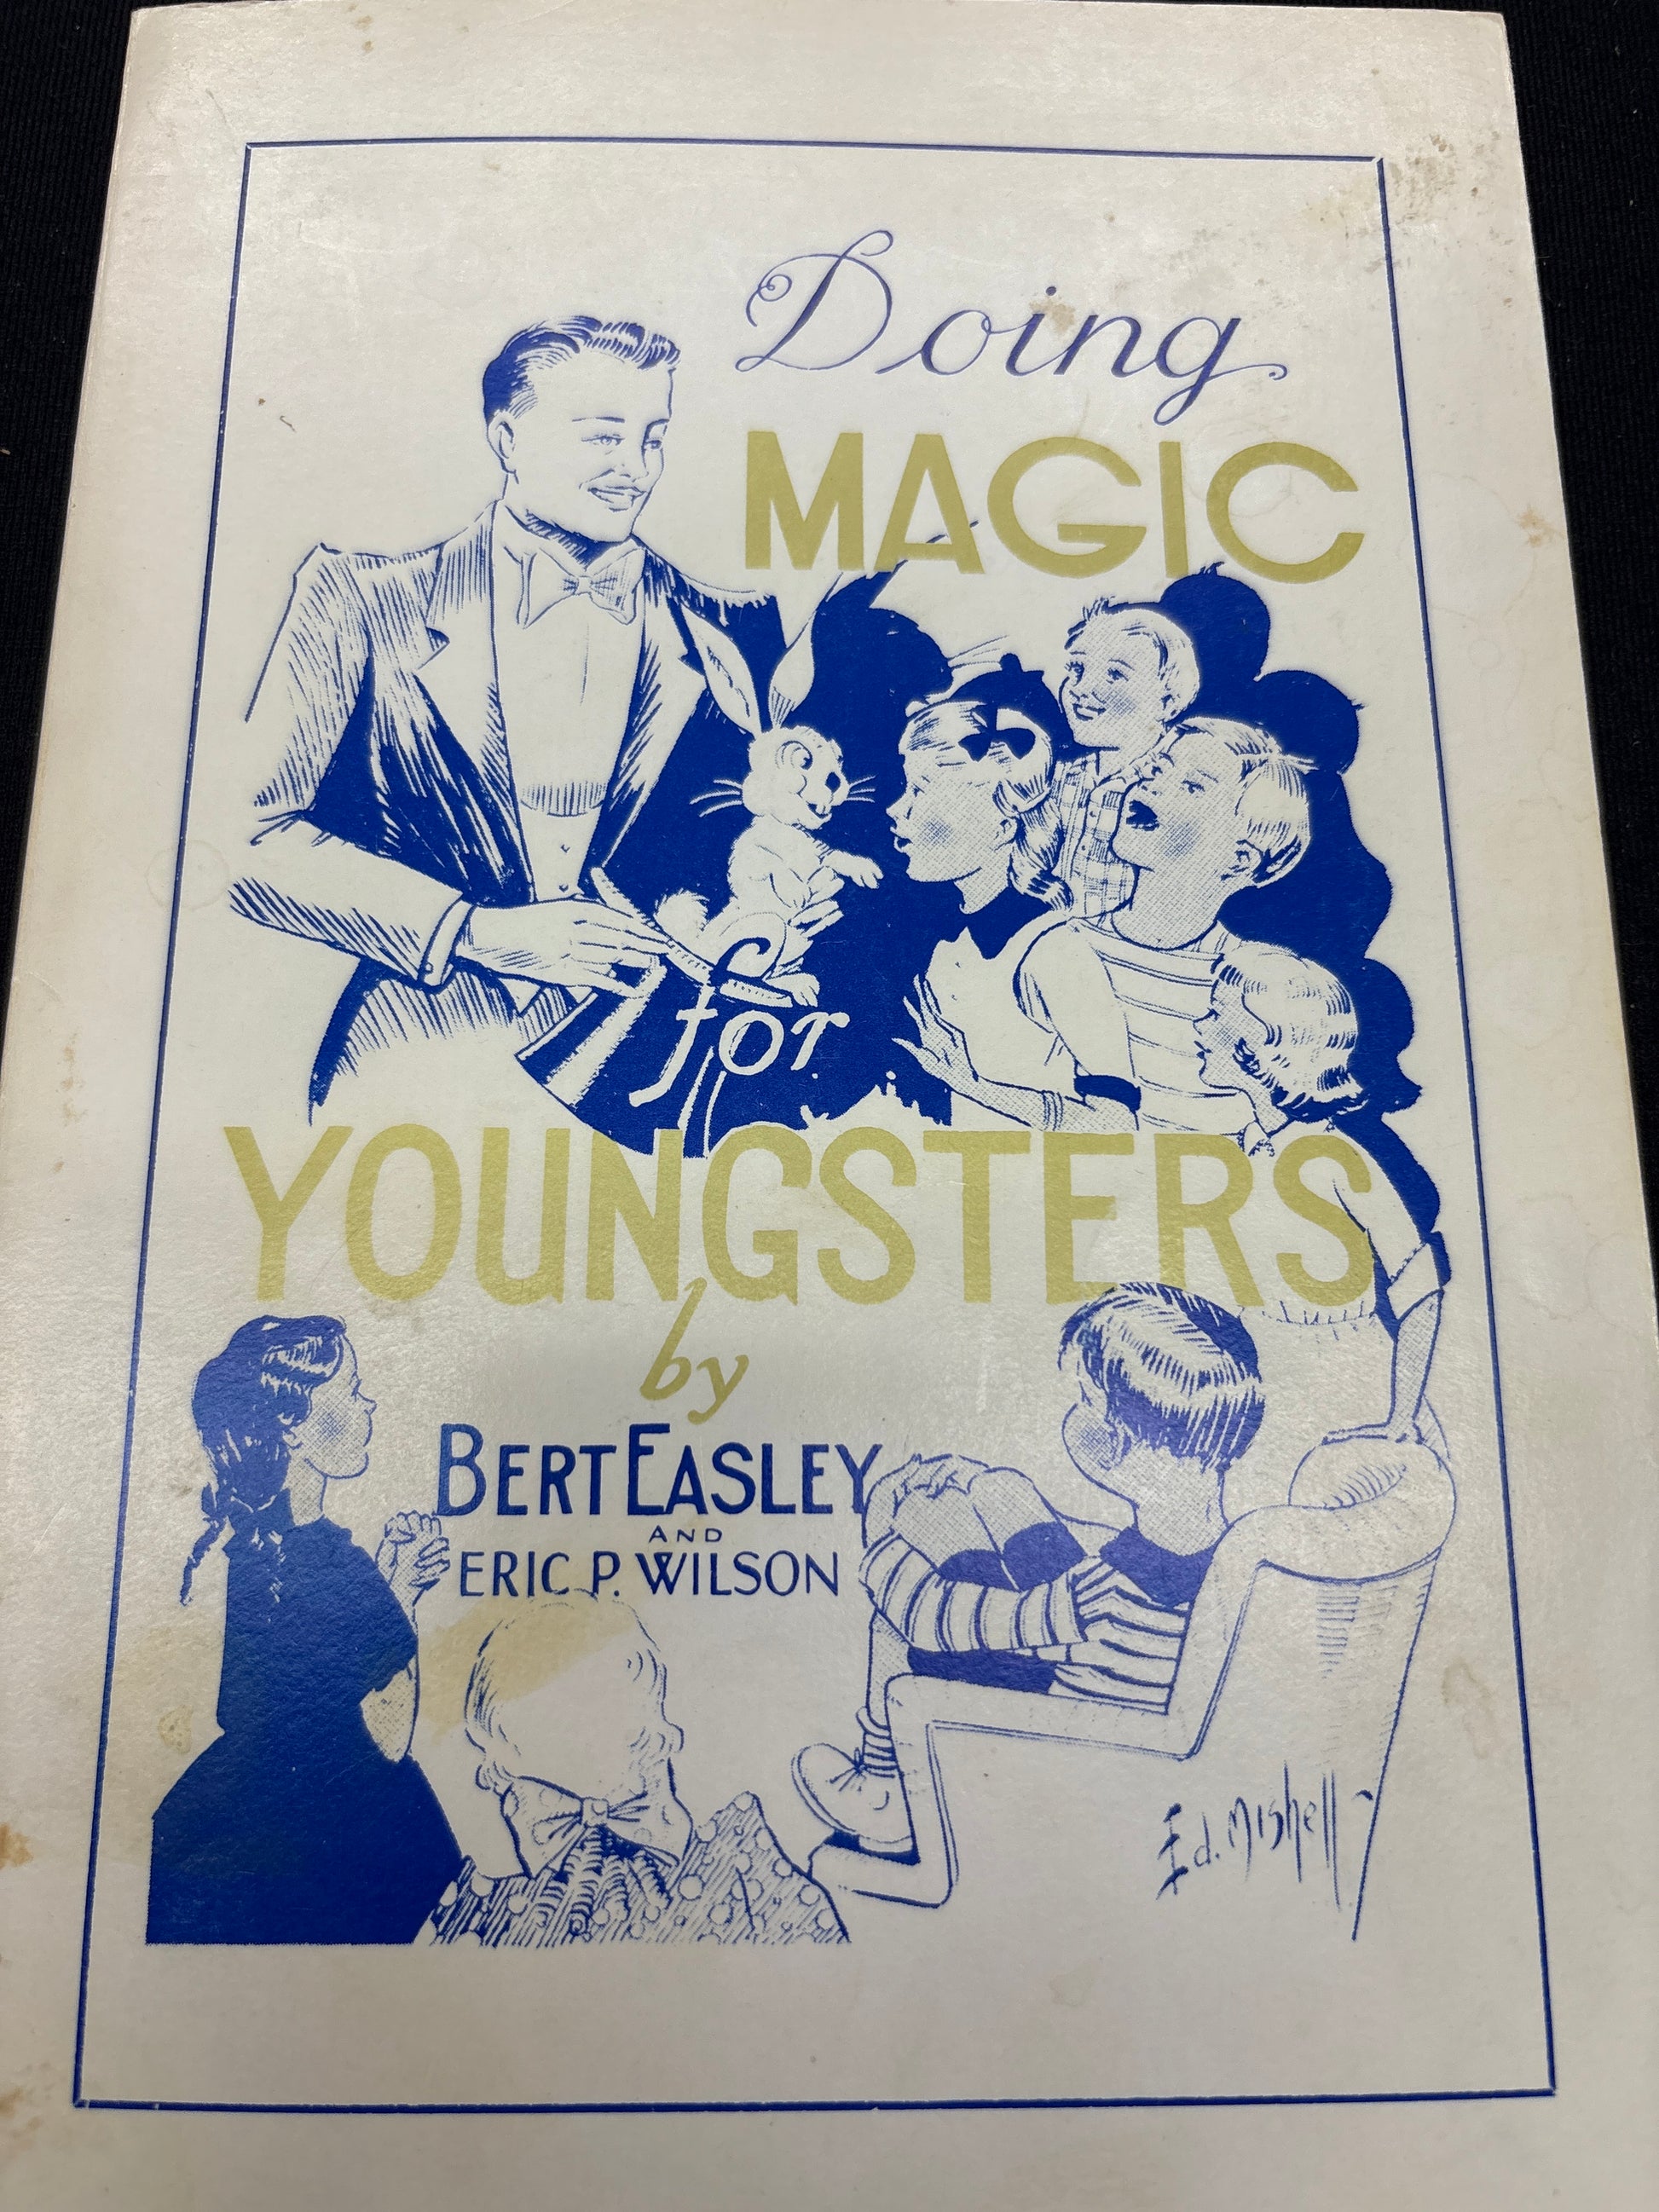 Doing
MAGIC
for
YOUNGSTERS
by
BERT EASLEY
AND
ERIC P. WILSON
Ed. Mishell